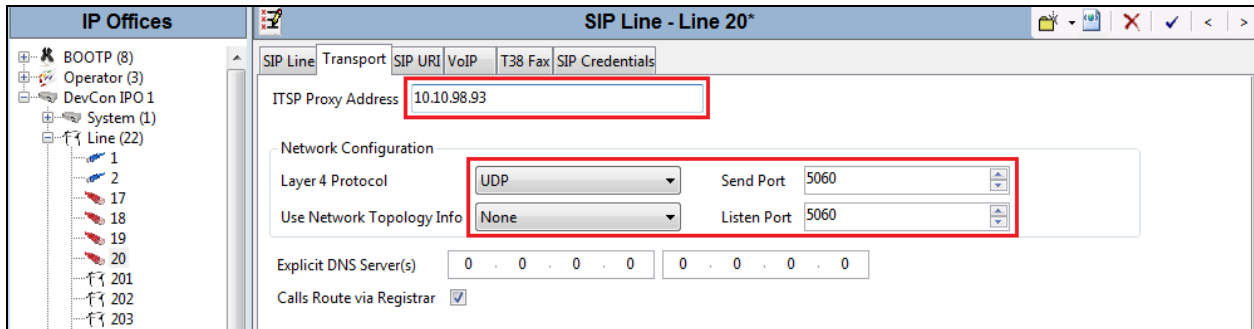 IP Offices
BOOTP (8)
Operator (3)
DevCon IPO 1
System (1)
Line (22)
1
2
17
18
19
20
201
202
203
SIP Line - Line 20*
SIP Line Transport SIP URI VoIP T38 Fax SIP Credentials
ITSP Proxy Address 10.10.98.93
Network Configuration
Layer 4 Protocol UDP Send Port 5060
Use Network Topology Info None Listen Port 5060
Explicit DNS Server(s) 0 . 0 . 0 . 0 0 . 0 . 0 . 0
Calls Route via Registrar